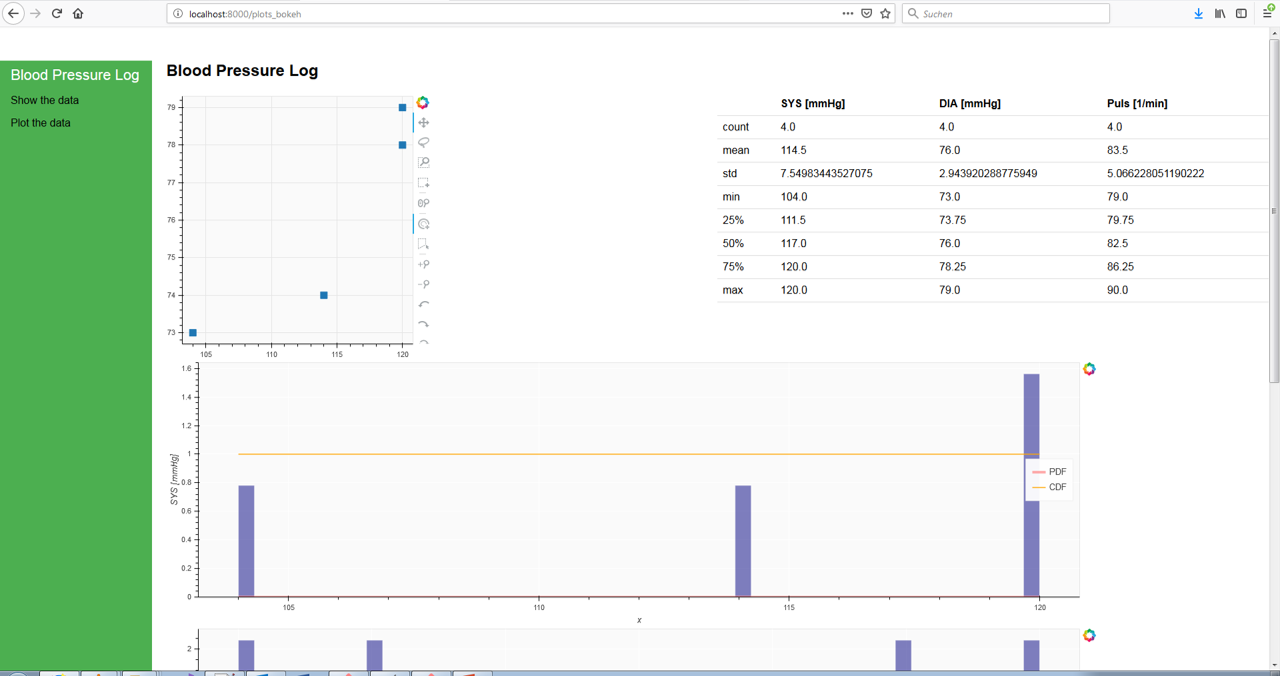 localhost:8000/plots_bokeh
Suchen
Blood Pressure Log
Show the data
Plot the data
Blood Pressure Log
79
78
77
76
75
74
73
105 110 115 120
SYS [mmHg] DIA [mmHg] Puls [1/min]
count 4.0 4.0 4.0
mean 114.5 76.0 83.5
std 7.54983443527075 2.943920288775949 5.066228051190222
min 104.0 73.0 79.0
25% 111.5 73.75 79.75
50% 117.0 76.0 82.5
75% 120.0 78.25 86.25
max 120.0 79.0 90.0
1.6
1.4
1.2
1
0.8
0.6
0.4
0.2
0
SYS [mmHg]
PDF
CDF
105 110 115 120
x
2